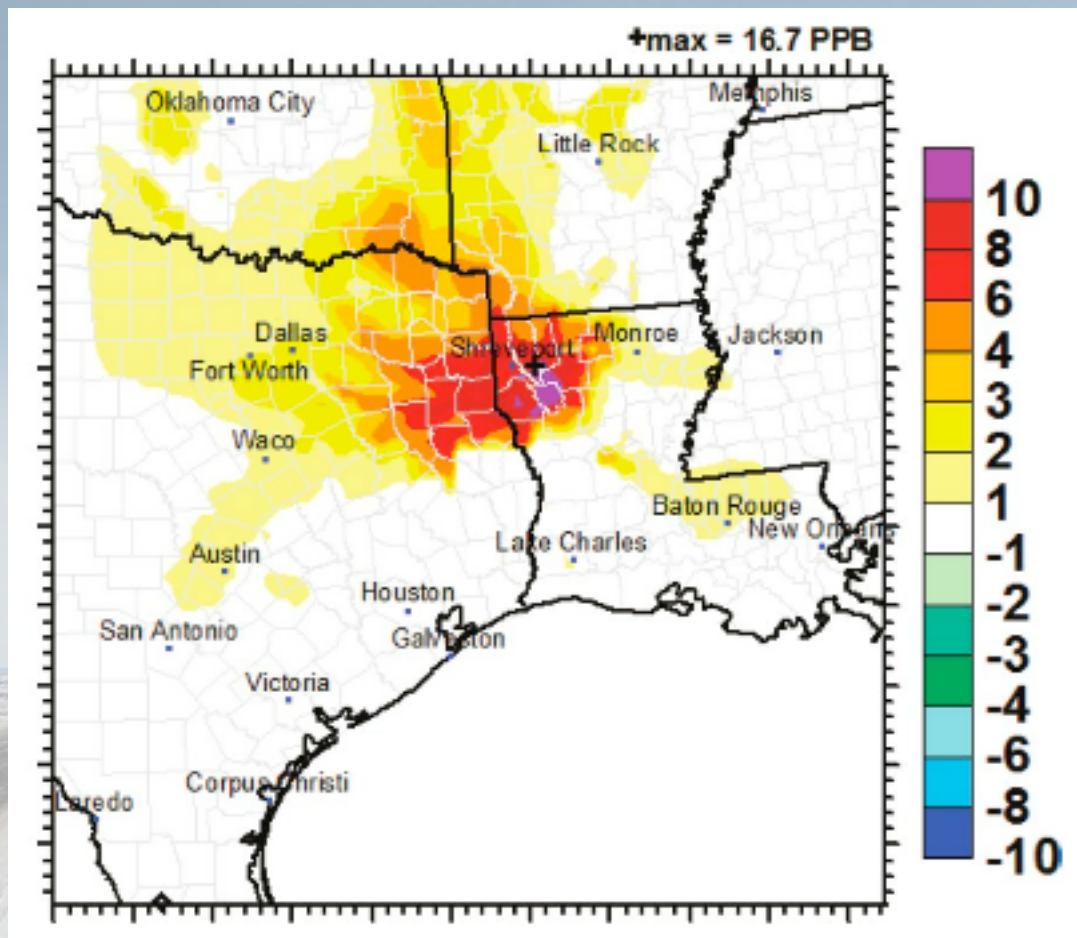 +max = 16.7 PPB
Memphis
Oklahoma City
Little Rock
Dallas
Monroe
Jackson
Shreveport
Fort Worth
Waco
Baton Rouge
New Orleans
Lake Charles
Austin
Houston
San Antonio
Galveston
Victoria
Corpus Christi
Laredo
10
8
6
4
3
2
1
-1
-2
-3
-4
-6
-8
-10